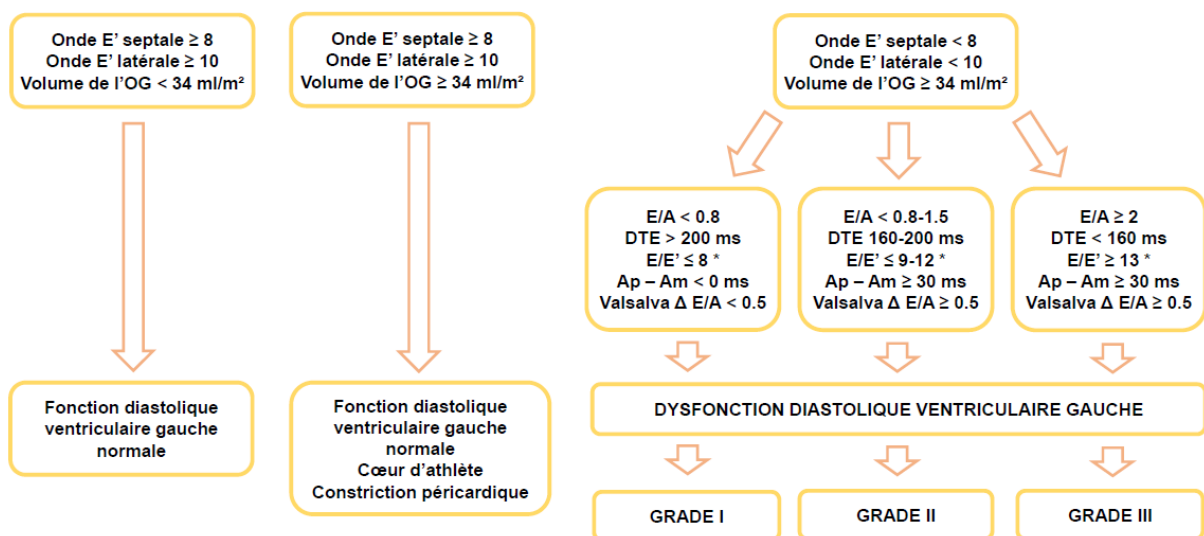 Onde E’ septale ≥ 8
Onde E’ latérale ≥ 10
Volume de l’OG < 34 ml/m²
Onde E’ septale ≥ 8
Onde E’ latérale ≥ 10
Volume de l’OG ≥ 34 ml/m²
Onde E’ septale < 8
Onde E’ latérale < 10
Volume de l’OG ≥ 34 ml/m²
E/A < 0.8
DTE > 200 ms
E/E’ ≤ 8 *
Ap – Am < 0 ms
Valsalva Δ E/A < 0.5
E/A < 0.8-1.5
DTE 160-200 ms
E/E’ ≤ 9-12 *
Ap – Am ≥ 30 ms
Valsalva Δ E/A ≥ 0.5
E/A ≥ 2
DTE < 160 ms
E/E’ ≥ 13 *
Ap – Am ≥ 30 ms
Valsalva Δ E/A ≥ 0.5
Fonction diastolique
ventriculaire gauche
normale
Fonction diastolique
ventriculaire gauche
normale
Cœur d’athlète
Constriction péricardique
DYSFONCTION DIASTOLIQUE VENTRICULAIRE GAUCHE
GRADE I
GRADE II
GRADE III